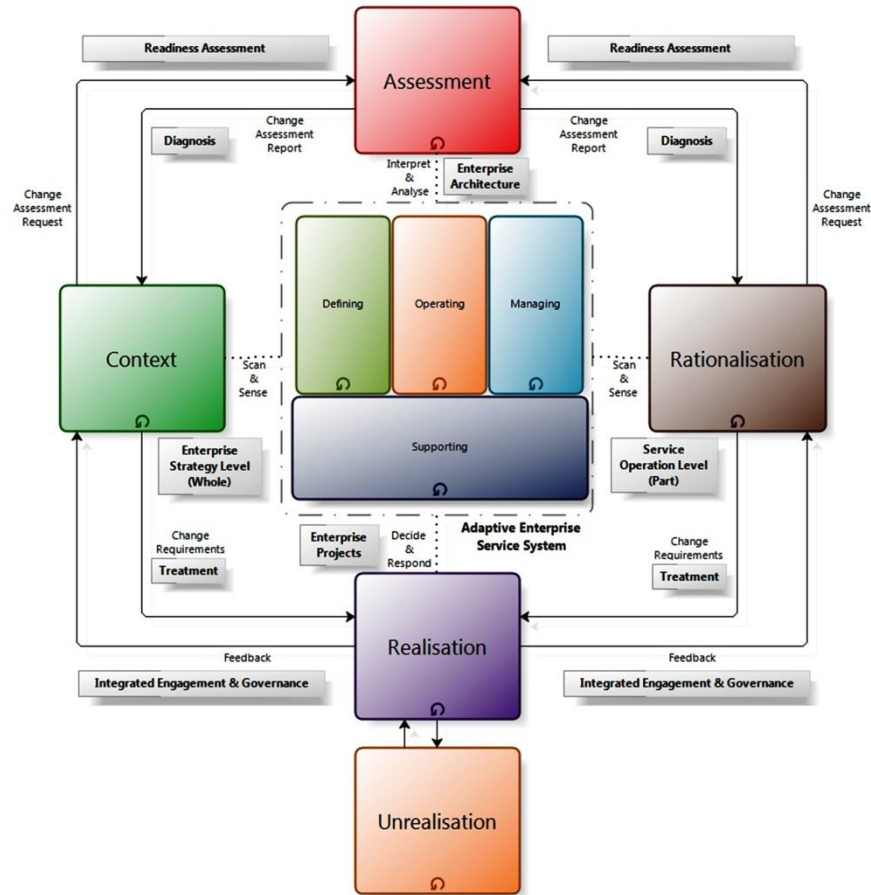 Readiness Assessment
Readiness Assessment
Assessment
Change
Assessment
Report
Change
Assessment
Report
Diagnosis
Diagnosis
Interpret
&
Analyse
Enterprise
Architecture
Change
Assessment
Request
Change
Assessment
Request
Defining
Operating
Managing
Context
Scan
&
Sense
Scan
&
Sense
Rationalisation
Supporting
Enterprise
Strategy Level
(Whole)
Service
Operation Level
(Part)
Adaptive Enterprise
Service System
Enterprise
Projects
Decide
&
Respond
Change
Requirements
Treatment
Change
Requirements
Treatment
Realisation
Feedback
Feedback
Integrated Engagement & Governance
Integrated Engagement & Governance
Unrealisation